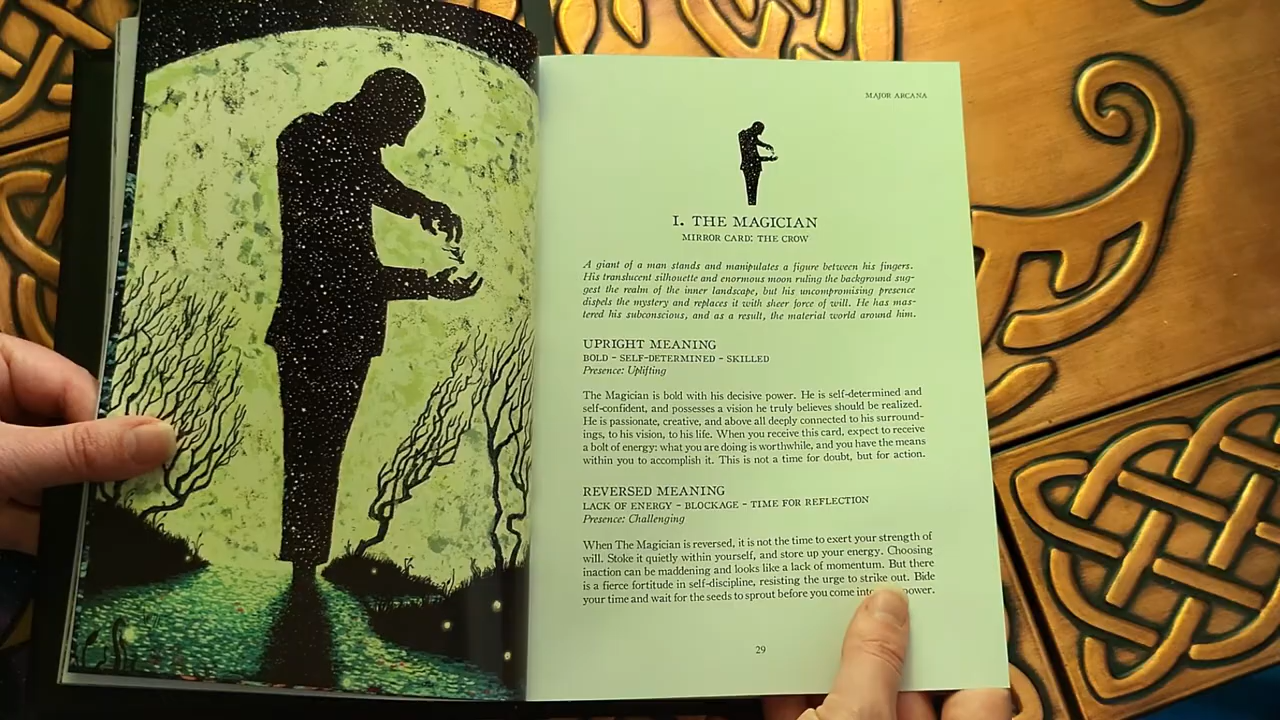 MAJOR ARCANA
I. THE MAGICIAN
MIRROR CARD: THE CROW
A giant of a man stands and manipulates a figure between his fingers.
His translucent silhouette and enormous moon ruling the background sug-
gest the realm of the inner landscape, but his uncompromising presence
dispels the mystery and replaces it with sheer force of will. He has mas-
tered his subconscious, and as a result, the material world around him.
UPRIGHT MEANING
BOLD – SELF-DETERMINED – SKILLED
Presence: Uplifting
The Magician is bold with his decisive power. He is self-determined and
self-confident, and possesses a vision he truly believes should be realized.
He is passionate, creative, and above all deeply connected to his surround-
ings, to his vision, to his life. When you receive this card, expect to receive
a bolt of energy: what you are doing is worthwhile, and you have the means
within you to accomplish it. This is not a time for doubt, but for action.
REVERSED MEANING
LACK OF ENERGY – BLOCKAGE – TIME FOR REFLECTION
Presence: Challenging
When The Magician is reversed, it is not the time to exert your strength of
will. Stoke it quietly within yourself, and store up your energy. Choosing
inaction can be maddening and looks like a lack of momentum. But there
is a fierce fortitude in self-discipline, resisting the urge to strike out. Bide
your time and wait for the seeds to sprout before you come into power.
29